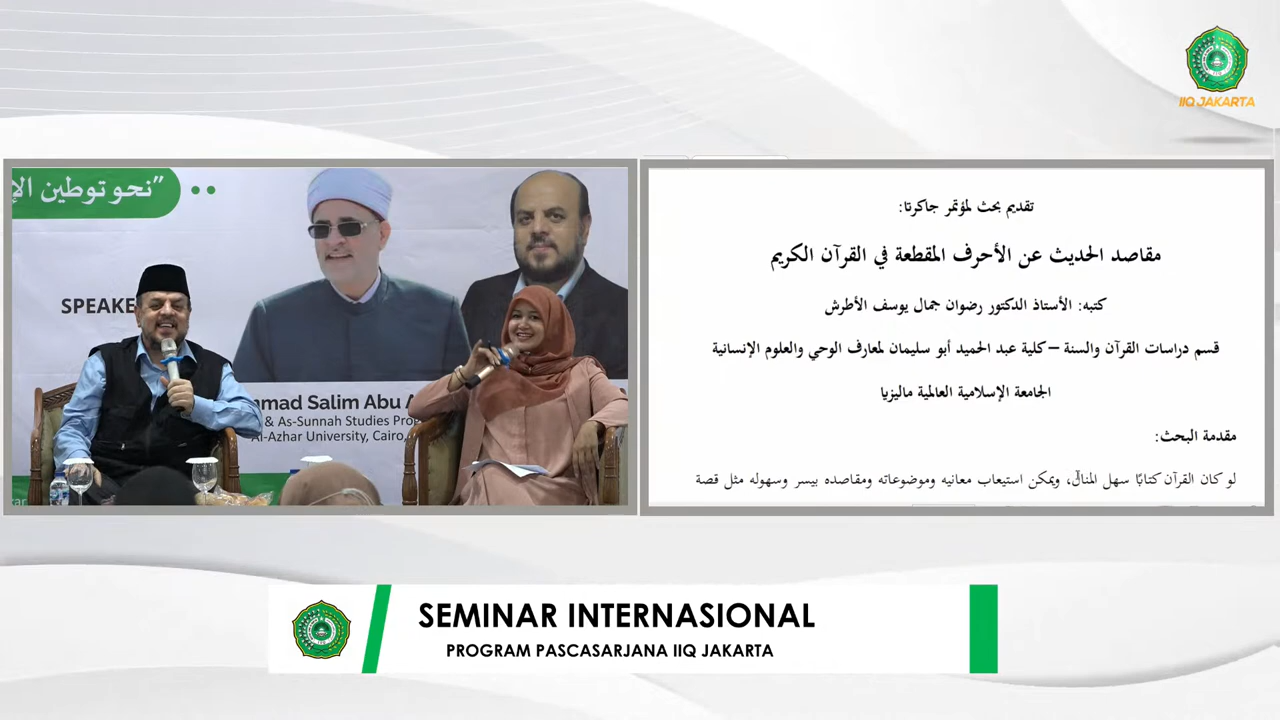 IIQ JAKARTA
”نحو توطين الإ
SPEAKE
mmad Salim Abu A
& As-Sunnah Studies Prog
Al-Azhar University, Cairo,
تقديم بحث لمؤتمر جاكرتا:
مقاصد الحديث عن الأحرف المقطعة في القرآن الكريم
كتبه: الأستاذ الدكتور رضوان جمال يوسف الأطرش
قسم دراسات القرآن والسنة – كلية عبد الحميد أبو سليمان لمعارف الوحي والعلوم الإنسانية
الجامعة الإسلامية العالمية ماليزيا
مقدمة البحث:
لو كان القرآن كتابًا سهل المنال، ويمكن استيعاب معانيه وموضوعاته ومقاصده بيسر وسهوله مثل قصة
SEMINAR INTERNASIONAL
PROGRAM PASCASARJANA IIQ JAKARTA